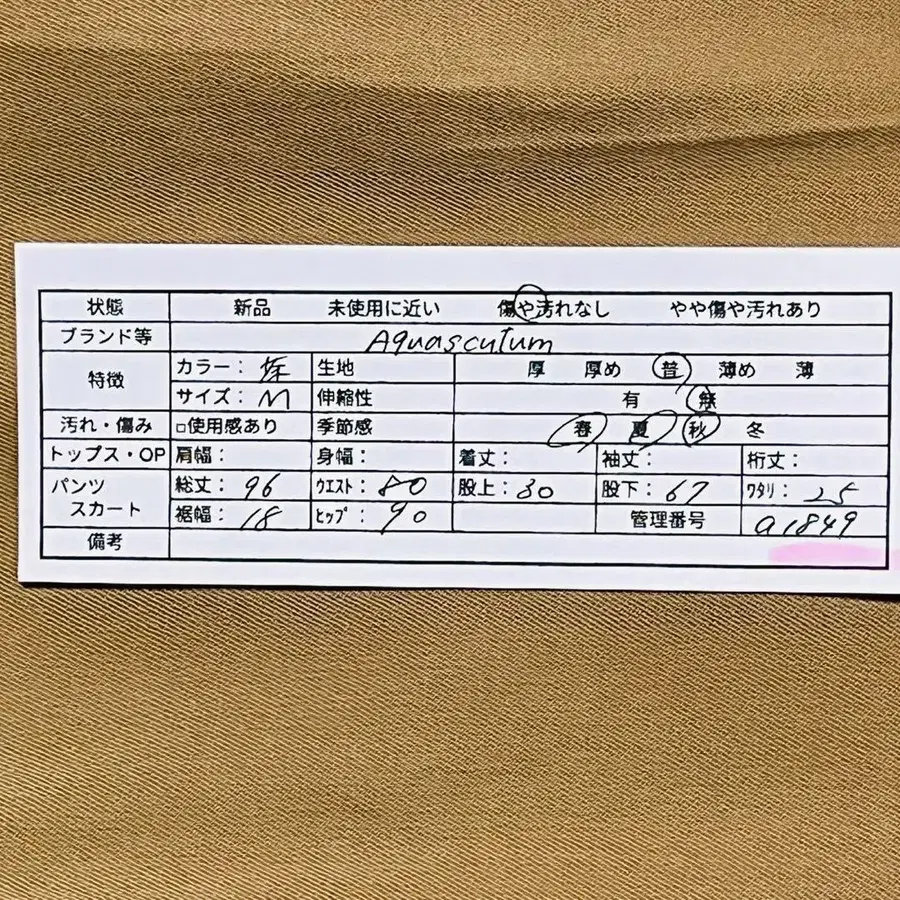 状態 新品 未使用に近い 傷や汚れなし やや傷や汚れあり
ブランド等 Aquascutum
特徴 カラー: 生地 厚 厚め 普 薄め 薄
サイズ: M 伸縮性 有 無
汚れ・傷み □使用感あり 季節感 春 夏 秋 冬
トップス・OP 肩幅: 身幅: 着丈: 袖丈: 裄丈:
パンツ スカート 総丈: 96 ウエスト: 80 股上: 30 股下: 67 ワタリ: 25
裾幅: 18 ヒップ: 90 管理番号 a1849
備考